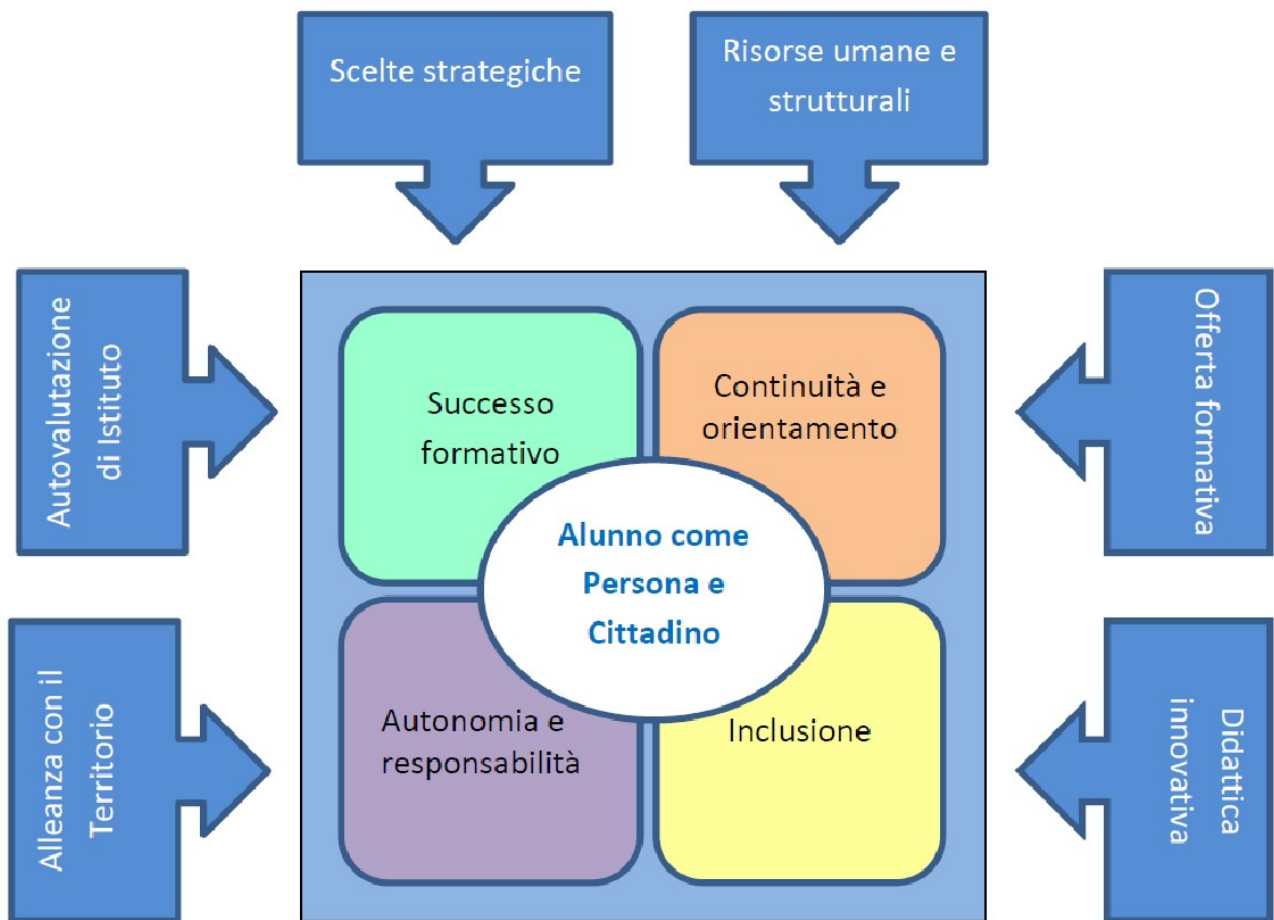 Scelte strategiche
Risorse umane e
strutturali
Autovalutazione
di Istituto
Successo
formativo
Continuità e
orientamento
Offerta formativa
Alunno come
Persona e
Cittadino
Alleanza con il
Territorio
Autonomia e
responsabilità
Inclusione
Didattica
innovativa